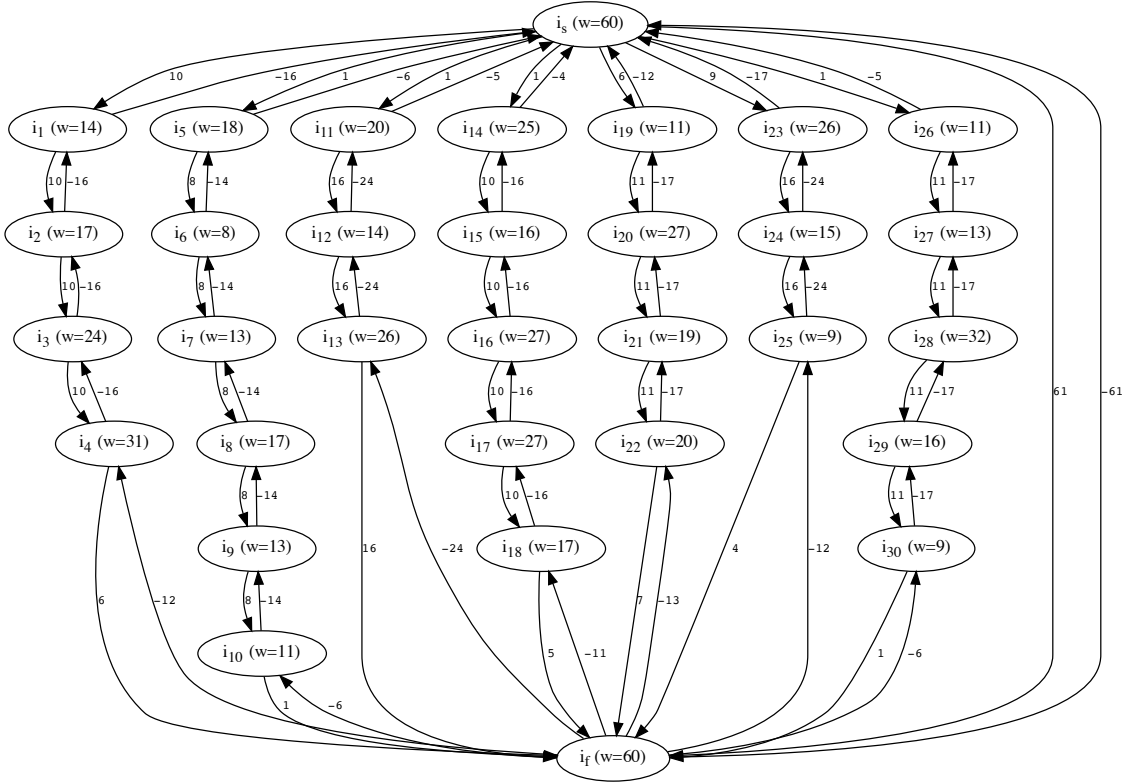 i_s (w=60)
10 -16 1 -6 1 -5 1 -4 6 -12 9 -17 1 -5
i_1 (w=14) i_5 (w=18) i_11 (w=20) i_14 (w=25) i_19 (w=11) i_23 (w=26) i_26 (w=11)
10 -16 8 -14 16 -24 10 -16 11 -17 16 -24 11 -17
i_2 (w=17) i_6 (w=8) i_12 (w=14) i_15 (w=16) i_20 (w=27) i_24 (w=15) i_27 (w=13)
10 -16 8 -14 16 -24 10 -16 11 -17 16 -24 11 -17
i_3 (w=24) i_7 (w=13) i_13 (w=26) i_16 (w=27) i_21 (w=19) i_25 (w=9) i_28 (w=32)
10 -16 8 -14 10 -16 11 -17 11 -17 61 -61
i_4 (w=31) i_8 (w=17) i_17 (w=27) i_22 (w=20) i_29 (w=16)
8 -14 10 -16 11 -17
i_9 (w=13) 16 -24 i_18 (w=17) 4 -12 i_30 (w=9)
6 -12 8 -14 7 -13
i_10 (w=11) 5 -11 1 -6
1 -6
i_f (w=60)